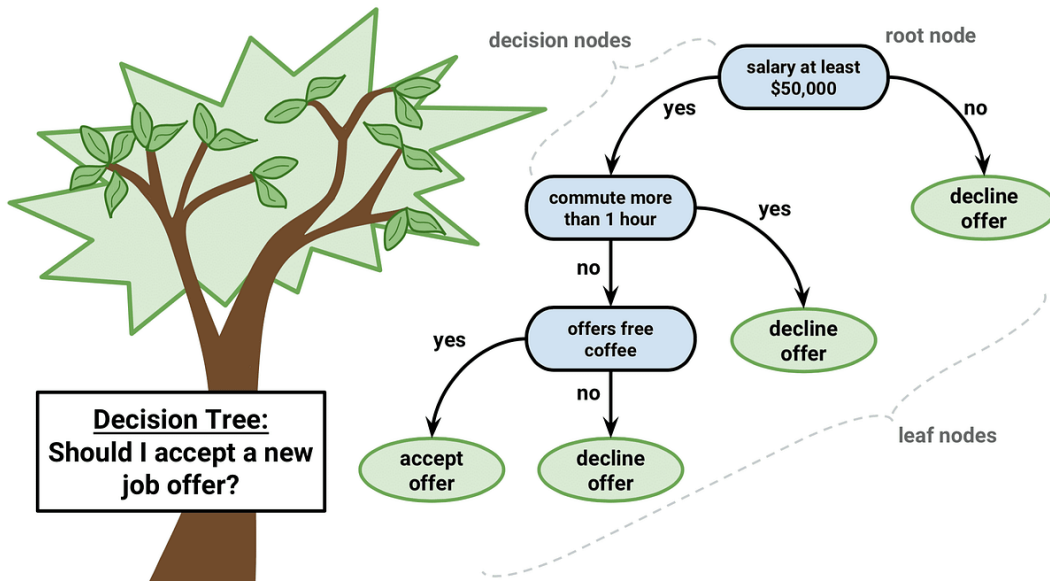 decision nodes
root node
salary at least
$50,000
yes
no
commute more
than 1 hour
yes
decline
offer
no
offers free
coffee
decline
offer
yes
no
Decision Tree:
Should I accept a new
job offer?
accept
offer
decline
offer
leaf nodes